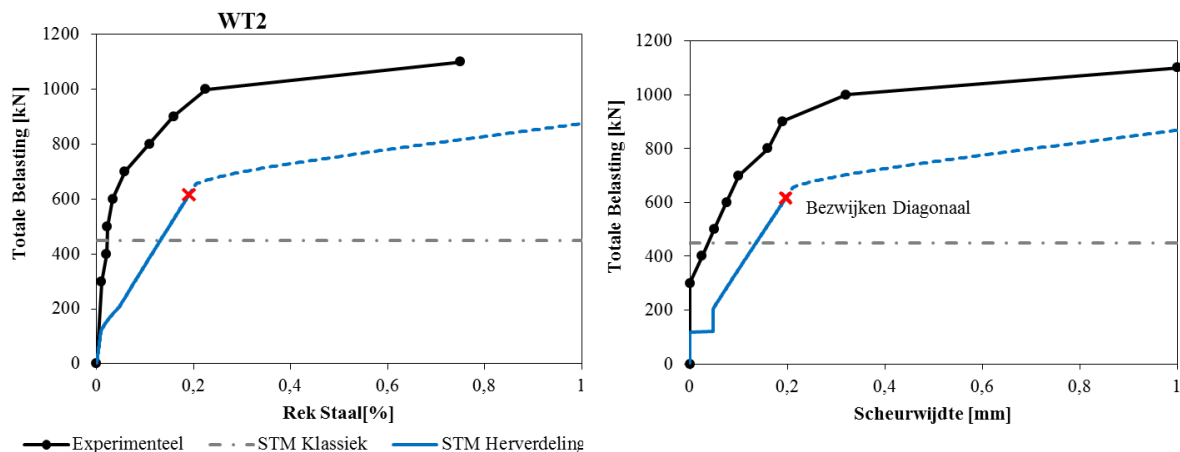 WT2
Totale Belasting [kN]
1200
1000
800
600
400
200
0
0
0,2
0,4
0,6
0,8
1
Rek Staal[%]
Totale Belasting [kN]
1200
1000
800
600
400
200
0
Bezwijken Diagonaal
0
0,2
0,4
0,6
0,8
1
Scheurwijdte [mm]
Experimenteel
STM Klassiek
STM Herverdeling